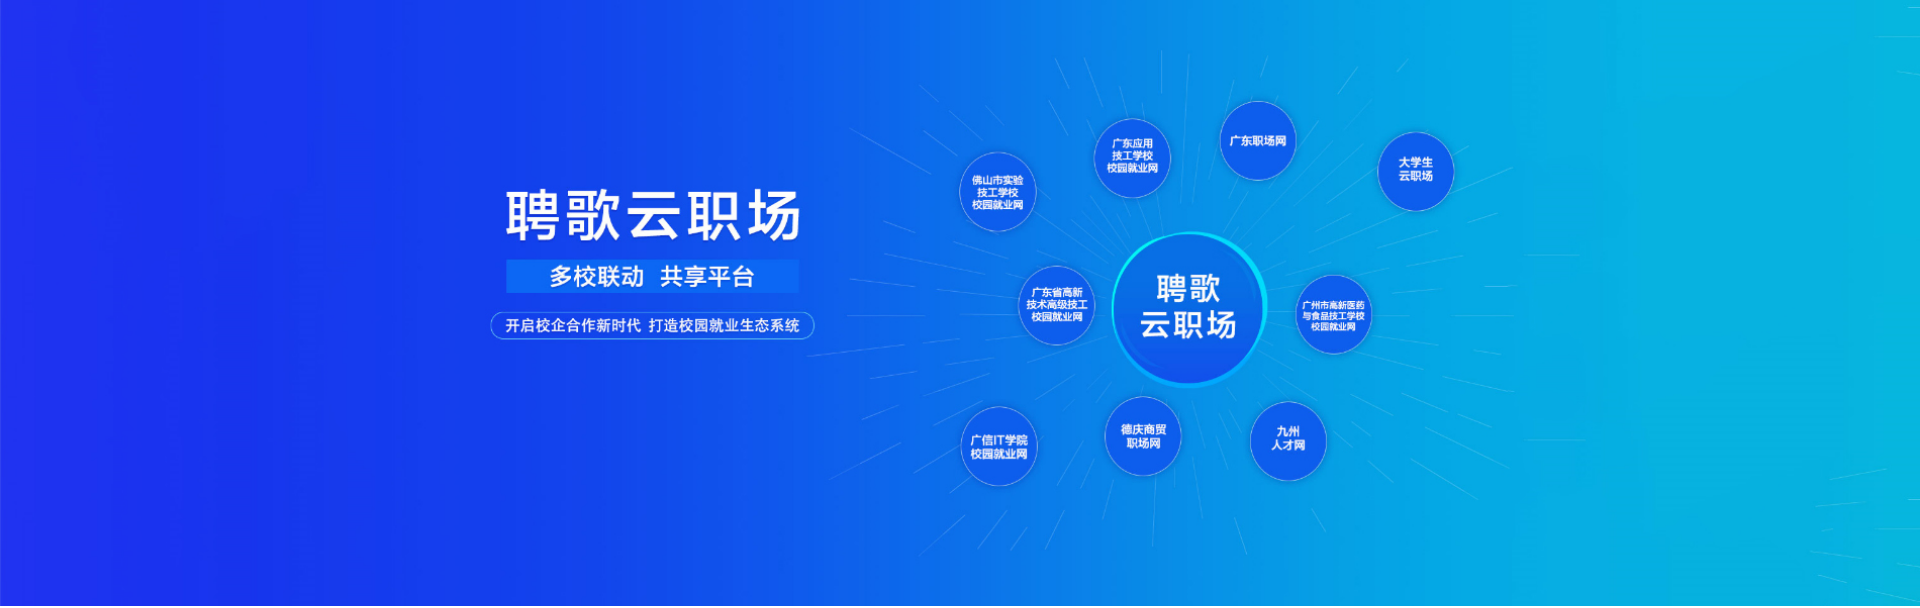 聘歌云职场
多校联动 共享平台
开启校企合作新时代 打造校园就业生态系统
佛山市实验
技工学校
校园就业网
广东应用
技工学校
校园就业网
广东职场网
大学生
云职场
广东省高新
技术高级技工
校园就业网
聘歌
云职场
广州市高新医药
与食品技工学校
校园就业网
广信IT学院
校园就业网
德庆商贸
职场网
九州
人才网